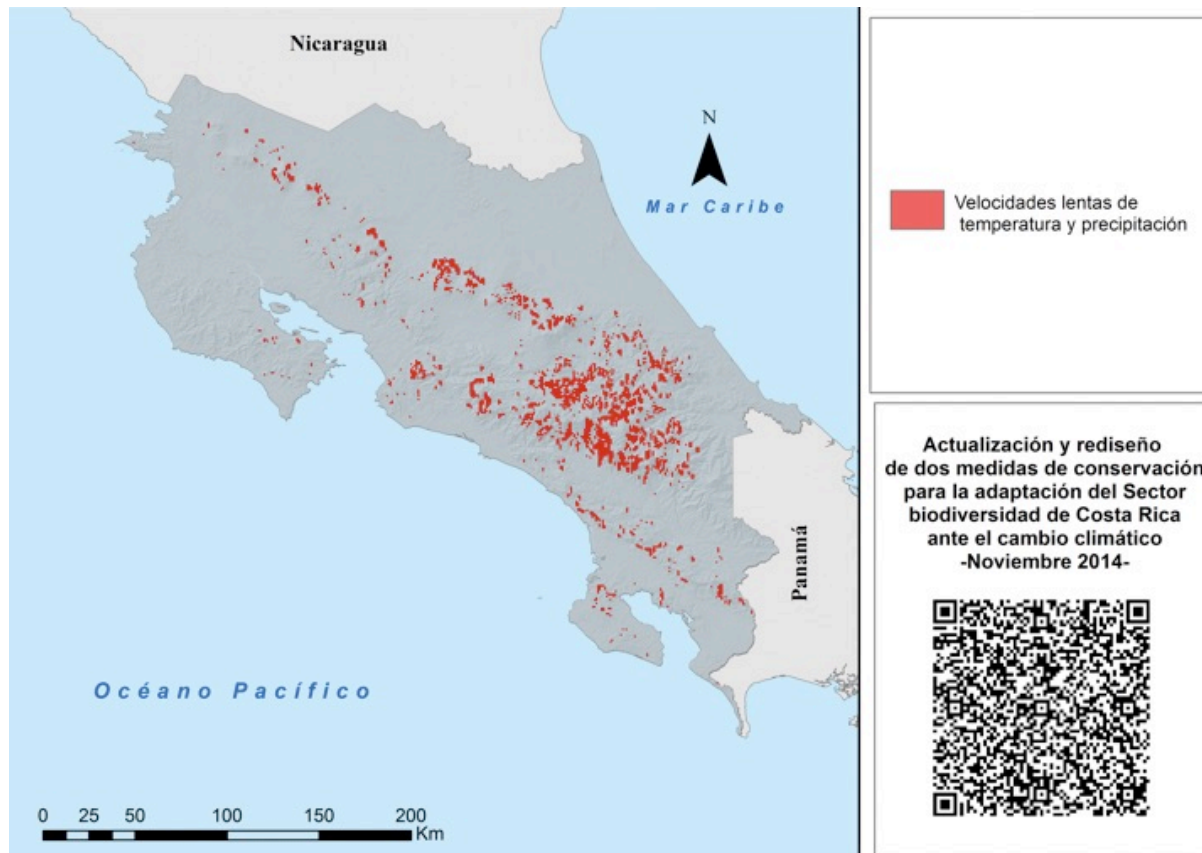 Nicaragua
N
Mar Caribe
Panamá
Océano Pacífico
0 25 50 100 150 200
Km
Velocidades lentas de
temperatura y precipitación
Actualización y rediseño
de dos medidas de conservación
para la adaptación del Sector
biodiversidad de Costa Rica
ante el cambio climático
-Noviembre 2014-